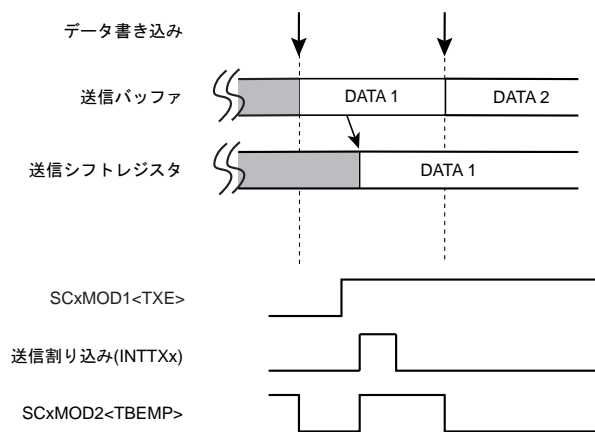 データ書き込み
送信バッファ
DATA 1
DATA 2
送信シフトレジスタ
DATA 1
SCxMOD1<TXE>
送信割り込み(INTTXx)
SCxMOD2<TBEMP>